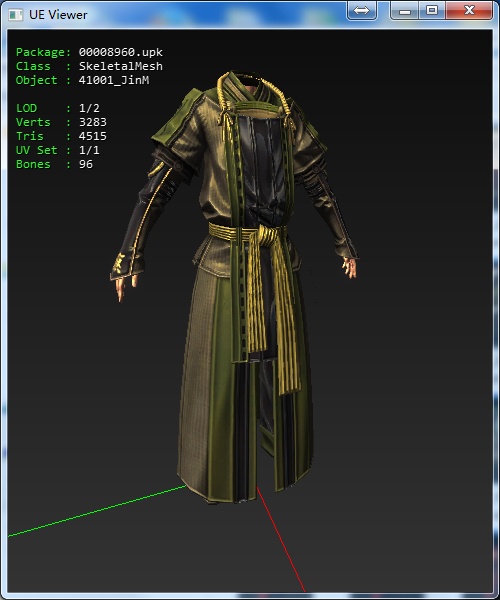 UE Viewer
Package: 00008960.upk
Class  : SkeletalMesh
Object : 41001_JinM
LOD    : 1/2
Verts  : 3283
Tris   : 4515
UV Set : 1/1
Bones  : 96